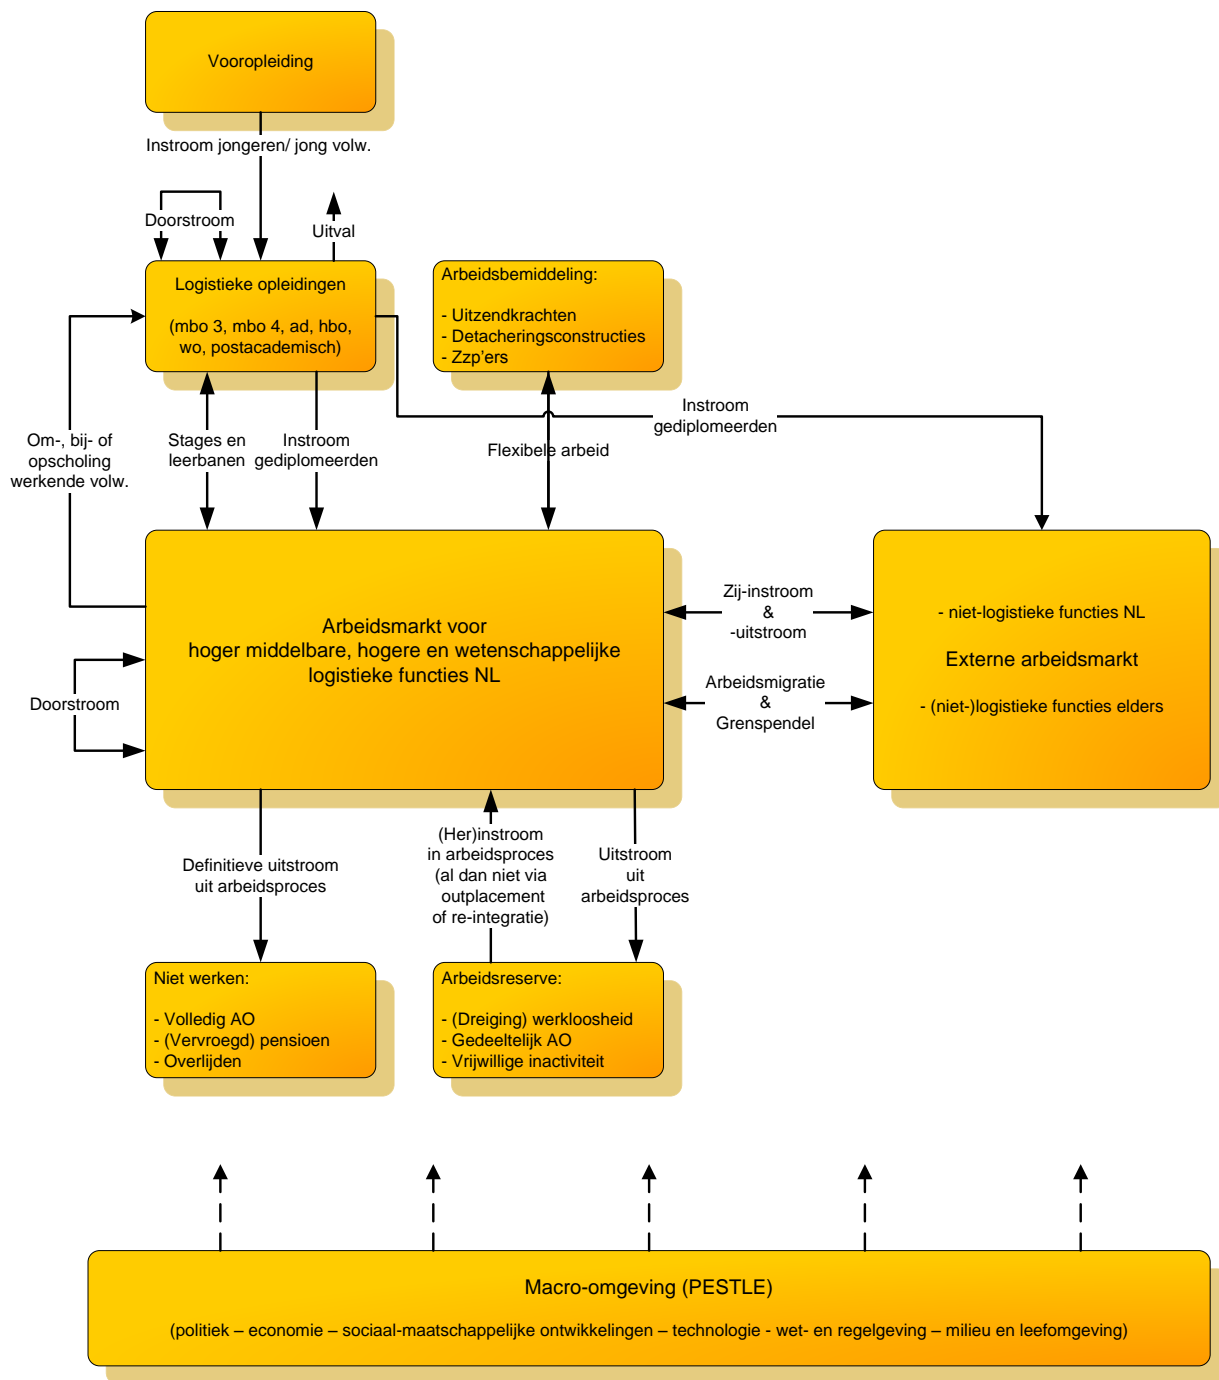 Vooropleiding
Instroom jongeren/ jong volw.
Doorstroom
Uitval
Logistieke opleidingen
(mbo 3, mbo 4, ad, hbo,
wo, postacademisch)
Arbeidsbemiddeling:
- Uitzendkrachten
- Detacheringsconstructies
- Zzp'ers
Om-, bij- of
opscholing
werkende volw.
Stages en
leerbanen
Instroom
gediplomeerden
Flexibele arbeid
Instroom
gediplomeerden
Arbeidsmarkt voor
hoger middelbare, hogere en wetenschappelijke
logistieke functies NL
Doorstroom
Zij-instroom
&
-uitstroom
Arbeidsmigratie
&
Grenspendel
- niet-logistieke functies NL
Externe arbeidsmarkt
- (niet-)logistieke functies elders
Definitieve uitstroom
uit arbeidsproces
(Her)instroom
in arbeidsproces
(al dan niet via
outplacement
of re-integratie)
Uitstroom
uit
arbeidsproces
Niet werken:
- Volledig AO
- (Vervroegd) pensioen
- Overlijden
Arbeidsreserve:
- (Dreiging) werkloosheid
- Gedeeltelijk AO
- Vrijwillige inactiviteit
Macro-omgeving (PESTLE)
(politiek – economie – sociaal-maatschappelijke ontwikkelingen – technologie - wet- en regelgeving – milieu en leefomgeving)